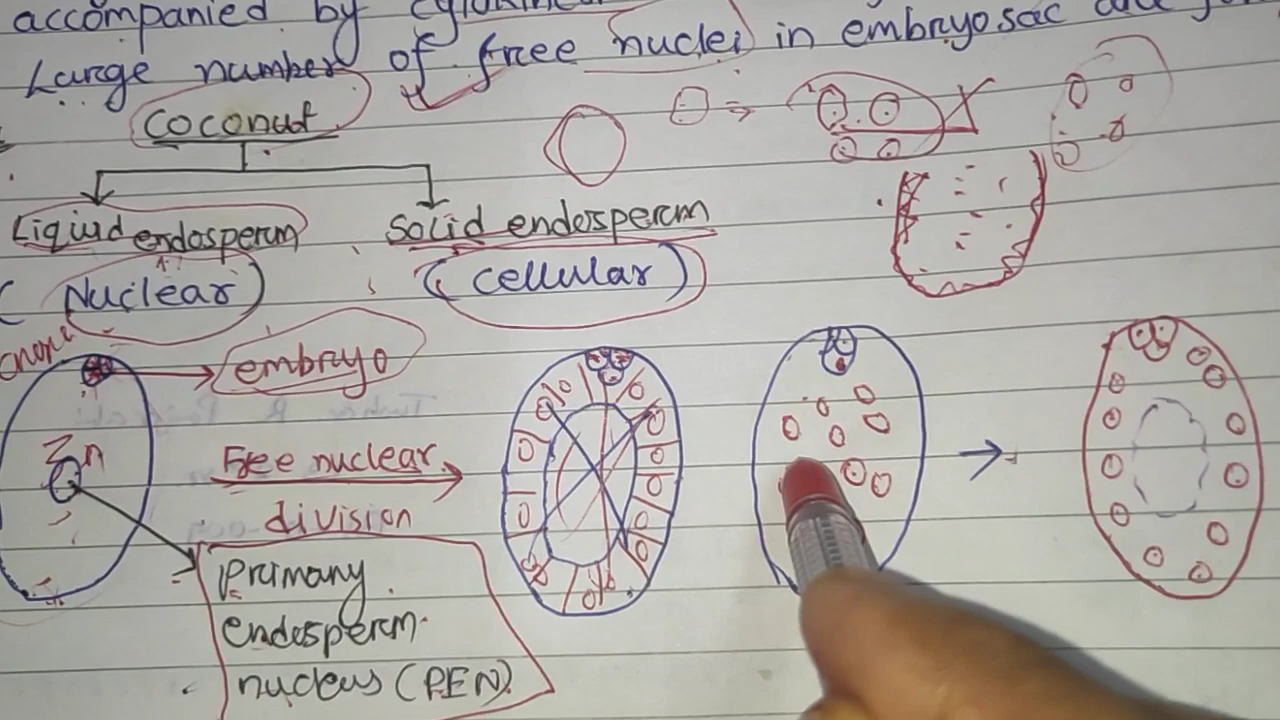 accompanied by
Large number of free nuclei in embryosac are
Coconut
Liquid endosperm
Solid endosperm
(Nuclear)
(cellular)
embryo
3n
Free nuclear
division
Primary
endosperm
nucleus (PEN)